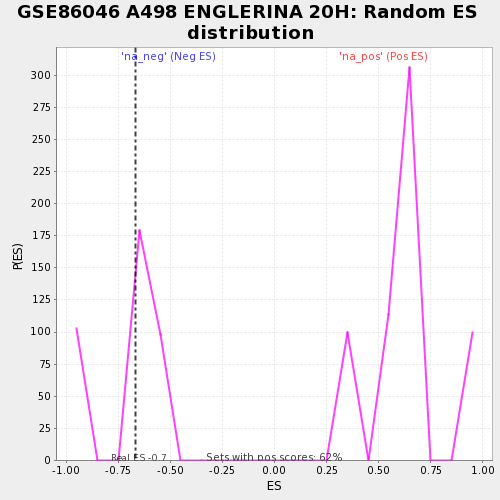 GSE86046 A498 ENGLERINA 20H: Random ES
distribution
'na_neg' (Neg ES)
'na_pos' (Pos ES)
300
275
250
225
200
175
150
125
100
75
50
25
0
P(ES)
Real ES -0.7
Sets with pos scores: 62%
-1.00
-0.75
-0.50
-0.25
0.00
0.25
0.50
0.75
1.00
ES